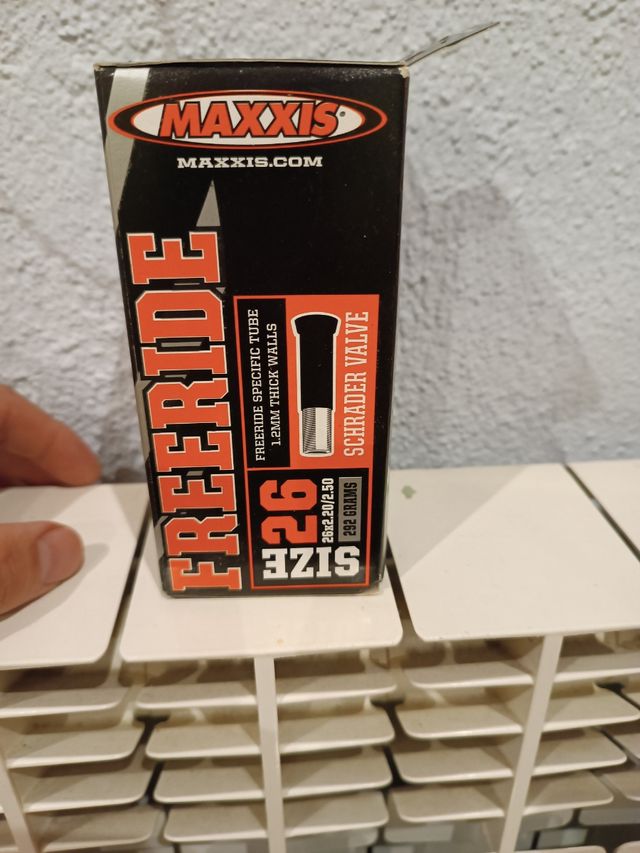 MAXXIS
MAXXIS.COM
FREERIDE
FREERIDE SPECIFIC TUBE
1.2MM THICK WALLS
SCHRADER VALVE
SIZE
26
26x2.20/2.50
292 GRAMS